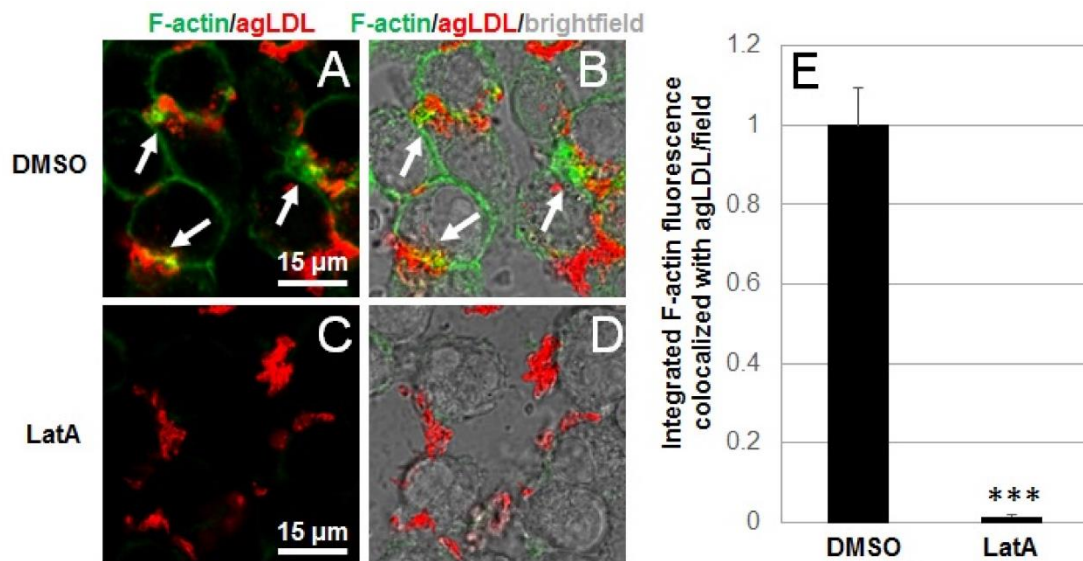 F-actin/agLDL
F-actin/agLDL/brightfield
A
B
DMSO
15 µm
C
D
LatA
15 µm
E
Integrated F-actin fluorescence
colocalized with agLDL/field
1.2
1
0.8
0.6
0.4
0.2
0
***
DMSO
LatA